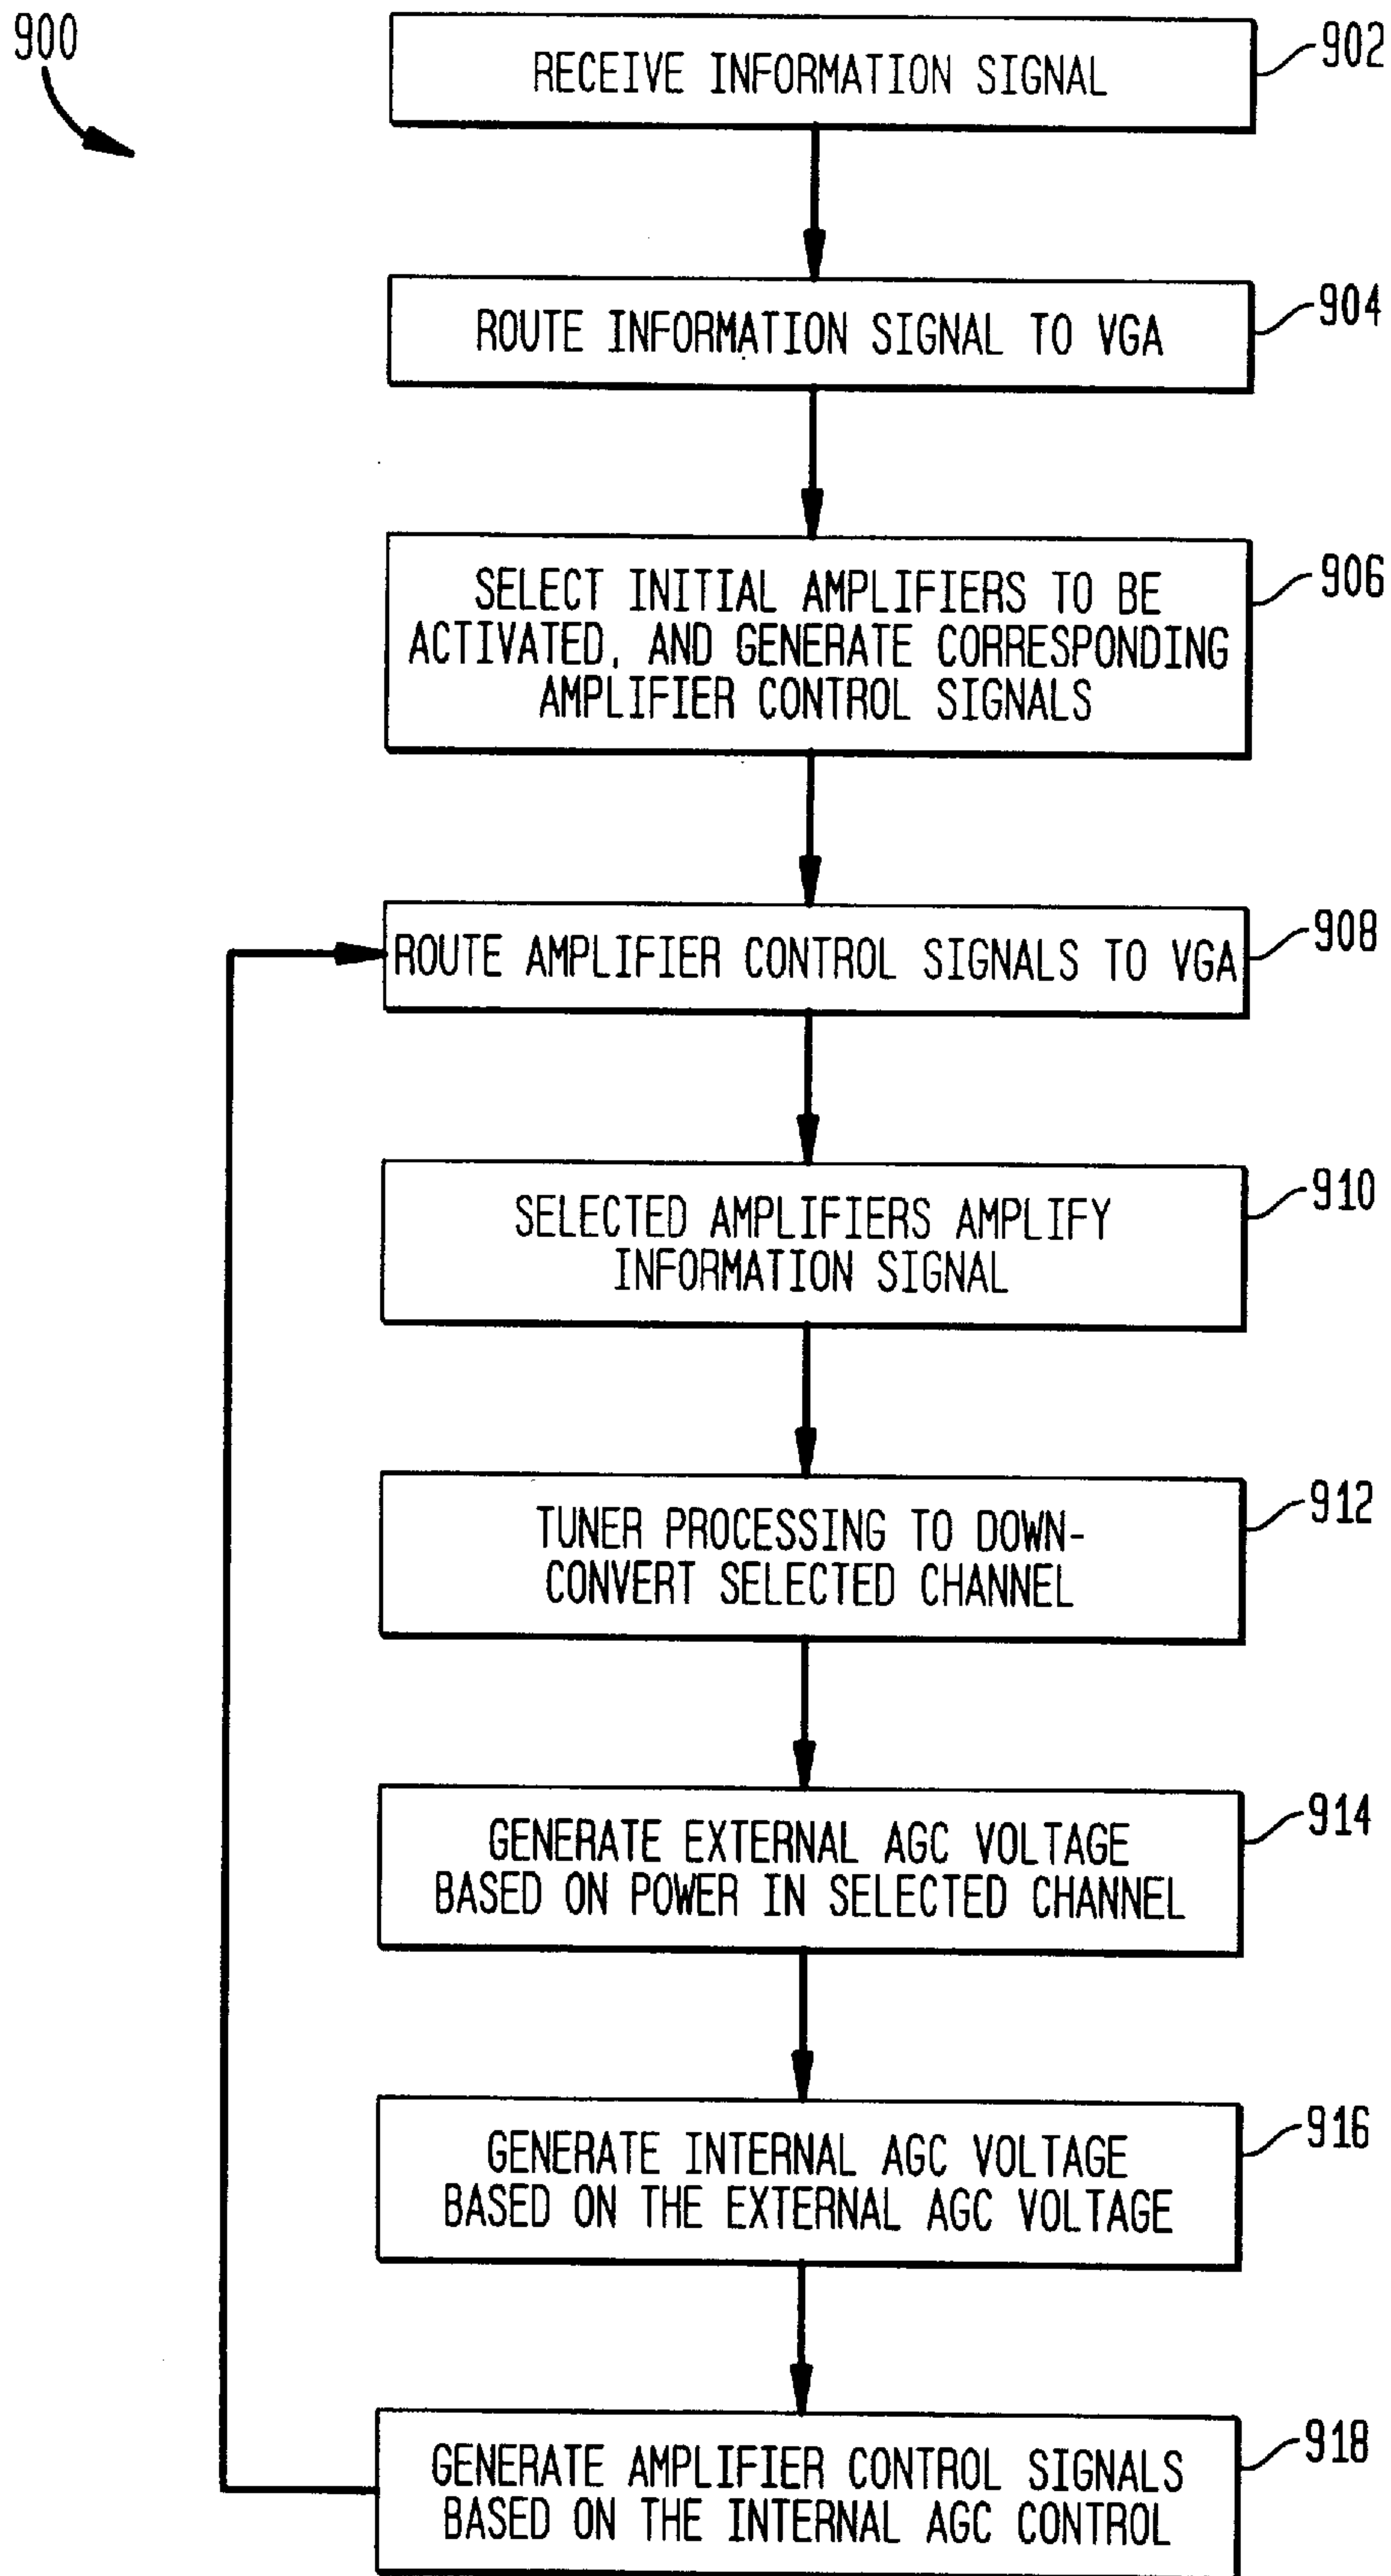 900
RECEIVE INFORMATION SIGNAL
902
ROUTE INFORMATION SIGNAL TO VGA
904
SELECT INITIAL AMPLIFIERS TO BE
ACTIVATED, AND GENERATE CORRESPONDING
AMPLIFIER CONTROL SIGNALS
906
ROUTE AMPLIFIER CONTROL SIGNALS TO VGA
908
SELECTED AMPLIFIERS AMPLIFY
INFORMATION SIGNAL
910
TUNER PROCESSING TO DOWN-
CONVERT SELECTED CHANNEL
912
GENERATE EXTERNAL AGC VOLTAGE
BASED ON POWER IN SELECTED CHANNEL
914
GENERATE INTERNAL AGC VOLTAGE
BASED ON THE EXTERNAL AGC VOLTAGE
916
GENERATE AMPLIFIER CONTROL SIGNALS
BASED ON THE INTERNAL AGC CONTROL
918